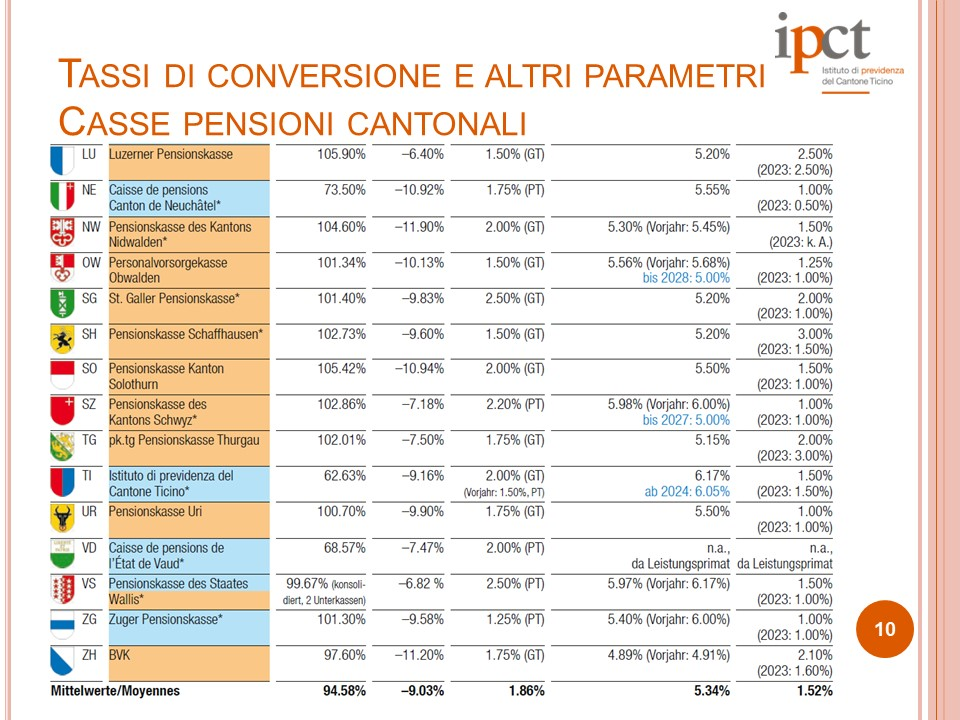 ipct
Istituto di previdenza
del Cantone Ticino
TASSI DI CONVERSIONE E ALTRI PARAMETRI
CASSE PENSIONI CANTONALI
LU Luzerner Pensionskasse 105.90% –6.40% 1.50% (GT) 5.20% 2.50%
(2023: 2.50%)
NE Caisse de pensions 73.50% –10.92% 1.75% (PT) 5.55% 1.00%
Canton de Neuchâtel* (2023: 0.50%)
NW Pensionskasse des Kantons 104.60% –11.90% 2.00% (GT) 5.30% (Vorjahr: 5.45%) 1.50%
Nidwalden* (2023: k. A.)
OW Personalvorsorgekasse 101.34% –10.13% 1.50% (GT) 5.56% (Vorjahr: 5.68%) 1.25%
Obwalden bis 2028: 5.00% (2023: 1.00%)
SG St. Galler Pensionskasse* 101.40% –9.83% 2.50% (GT) 5.20% 2.00%
(2023: 1.00%)
SH Pensionskasse Schaffhausen* 102.73% –9.60% 1.50% (GT) 5.20% 3.00%
(2023: 1.50%)
SO Pensionskasse Kanton 105.42% –10.94% 2.00% (GT) 5.50% 1.50%
Solothurn (2023: 1.00%)
SZ Pensionskasse des 102.86% –7.18% 2.20% (PT) 5.98% (Vorjahr: 6.00%) 1.00%
Kantons Schwyz* bis 2027: 5.00% (2023: 1.00%)
TG pk.tg Pensionskasse Thurgau 102.01% –7.50% 1.75% (GT) 5.15% 2.00%
(2023: 3.00%)
TI Istituto di previdenza del 62.63% –9.16% 2.00% (GT) 6.17% 1.50%
Cantone Ticino* (Vorjahr: 1.50%, PT) ab 2024: 6.05% (2023: 1.50%)
UR Pensionskasse Uri 100.70% –9.90% 1.75% (GT) 5.50% 1.00%
(2023: 1.00%)
VD Caisse de pensions de 68.57% –7.47% 2.00% (PT) n.a., n.a.,
l'État de Vaud* da Leistungsprimat da Leistungsprimat
VS Pensionskasse des Staates 99.67% (konsoli- –6.82 % 2.50% (PT) 5.97% (Vorjahr: 6.17%) 1.50%
Wallis* diert, 2 Unterkassen) (2023: 1.00%)
ZG Zuger Pensionskasse* 101.30% –9.58% 1.25% (PT) 5.40% (Vorjahr: 6.00%) 1.00%
(2023: 1.00%)
10
ZH BVK 97.60% –11.20% 1.75% (GT) 4.89% (Vorjahr: 4.91%) 2.10%
(2023: 1.60%)
Mittelwerte/Moyennes 94.58% –9.03% 1.86% 5.34% 1.52%